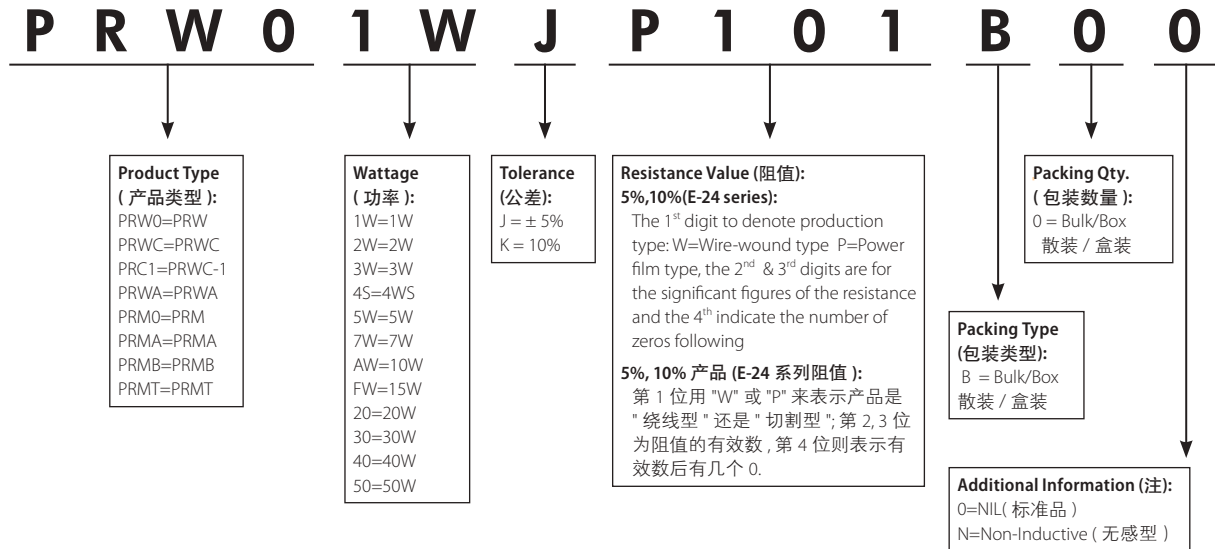 P R W 0 1 W J P 1 0 1 B 0 0
Product Type
( 产品类型 ):
PRW0=PRW
PRWC=PRWC
PRC1=PRWC-1
PRWA=PRWA
PRM0=PRM
PRMA=PRMA
PRMB=PRMB
PRMT=PRMT
Wattage
( 功率 ):
1W=1W
2W=2W
3W=3W
4S=4WS
5W=5W
7W=7W
AW=10W
FW=15W
20=20W
30=30W
40=40W
50=50W
Tolerance
(公差):
J = ± 5%
K = 10%
Resistance Value (阻值):
5%,10%(E-24 series):
The 1st digit to denote production
type: W=Wire-wound type P=Power
film type, the 2nd & 3rd digits are for
the significant figures of the resistance
and the 4th indicate the number of
zeros following
5%, 10% 产品 (E-24 系列阻值 ):
第 1 位用 "W" 或 "P" 来表示产品是
" 绕线型 " 还是 " 切割型 "; 第 2, 3 位
为阻值的有效数 , 第 4 位则表示有
效数后有几个 0.
Packing Qty.
( 包装数量 ):
0 = Bulk/Box
散装 / 盒装
Packing Type
(包装类型):
B = Bulk/Box
散装 / 盒装
Additional Information (注):
0=NIL( 标准品 )
N=Non-Inductive ( 无感型 )